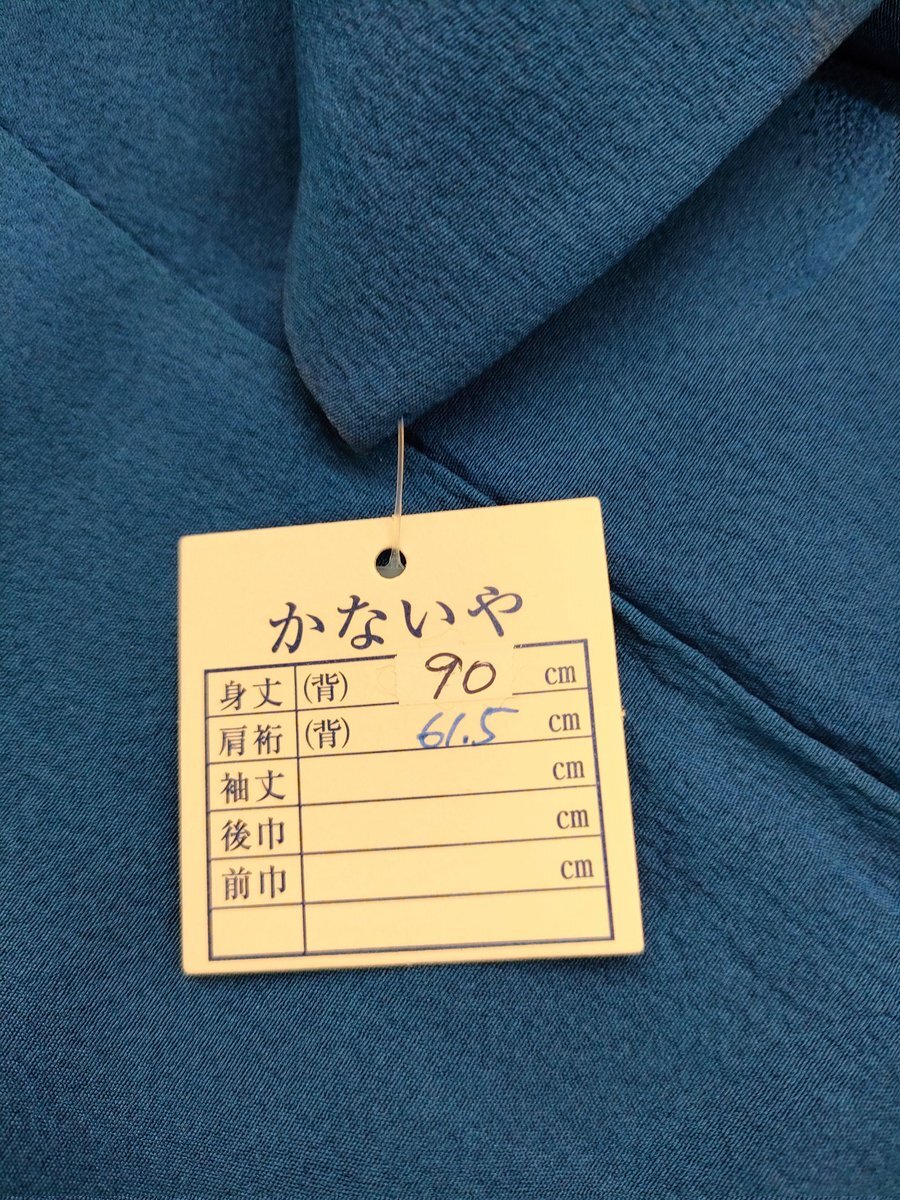 かないや
身丈 (背) 90 cm
肩裄 (背) 61.5 cm
袖丈 cm
後巾 cm
前巾 cm